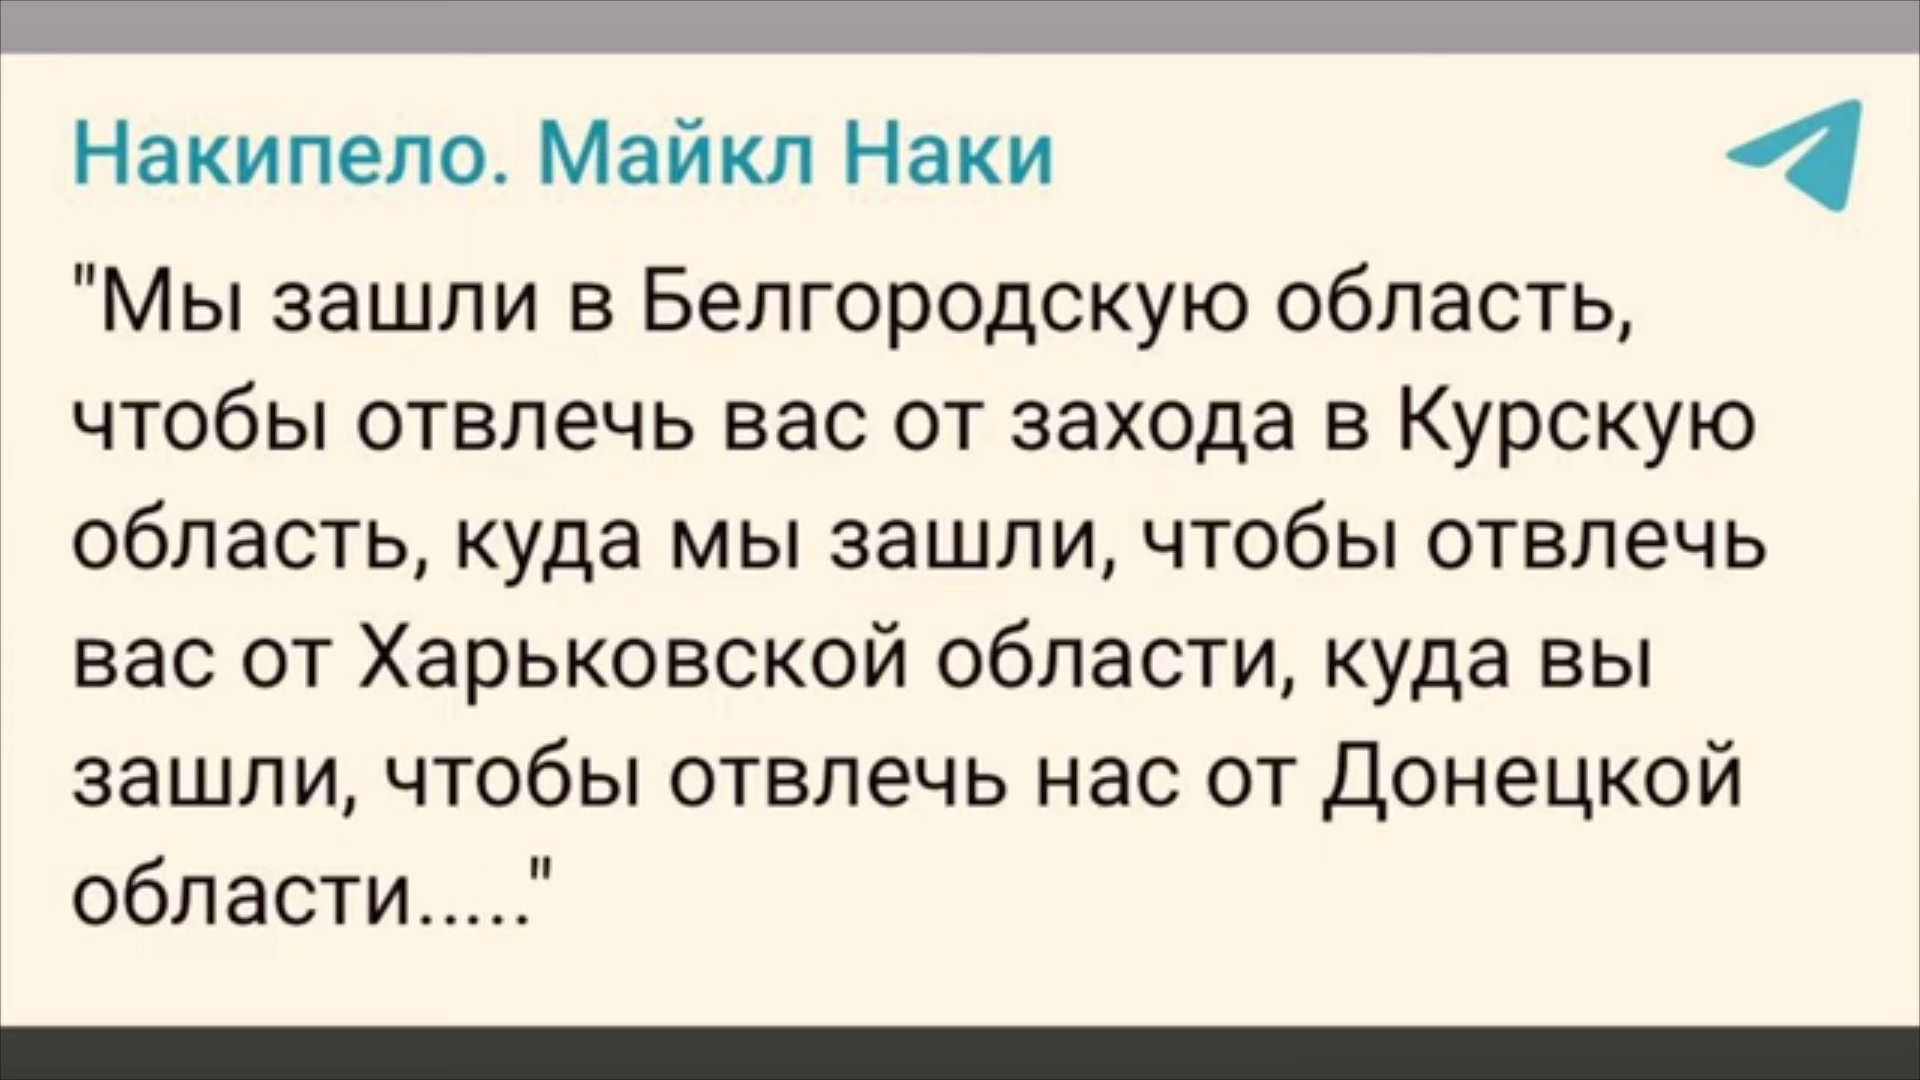 Накипело. Майкл Наки
"Мы зашли в Белгородскую область,
чтобы отвлечь вас от захода в Курскую
область, куда мы зашли, чтобы отвлечь
вас от Харьковской области, куда вы
зашли, чтобы отвлечь нас от Донецкой
области....."